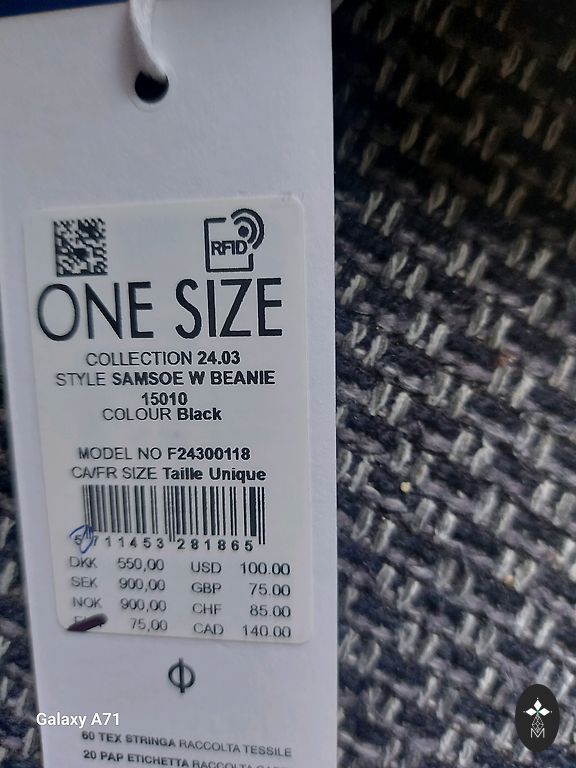 RFID
ONE SIZE
COLLECTION 24.03
STYLE SAMSOE W BEANIE
15010
COLOUR Black
MODEL NO F24300118
CA/FR SIZE Taille Unique
5 711453 281865
DKK 550,00 USD 100.00
SEK 900,00 GBP 75.00
NOK 900,00 CHF 85.00
75,00 CAD 140.00
Galaxy A71
M
60 TEX STRINGA RACCOLTA TESSILE
20 PAP ETICHETTA RACCOLTA